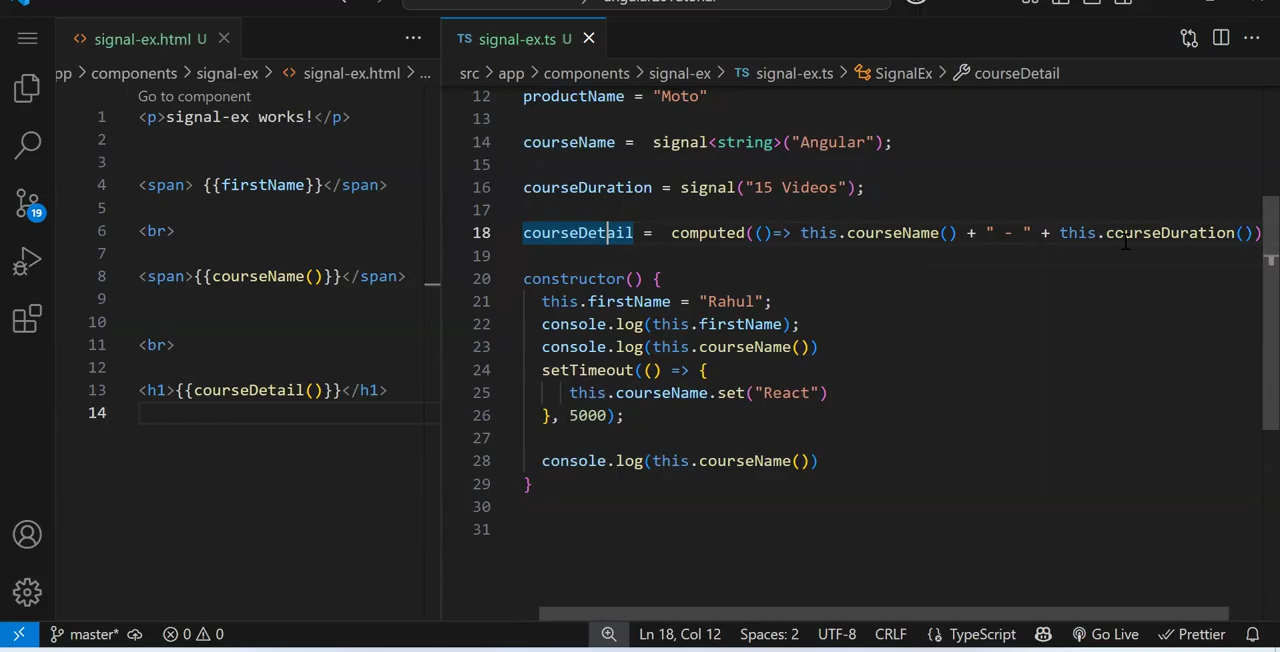 signal-ex.html U
TS signal-ex.ts U
pp > components > signal-ex > signal-ex.html > ...
src > app > components > signal-ex > TS signal-ex.ts > SignalEx > courseDetail
Go to component
1 <p>signal-ex works!</p>
2
3
4 <span> {{firstName}}</span>
5
6 <br>
7
8 <span>{{courseName()}}</span>
9
10
11 <br>
12
13 <h1>{{courseDetail()}}</h1>
14
12 productName = "Moto"
13
14 courseName = signal<string>("Angular");
15
16 courseDuration = signal("15 Videos");
17
18 courseDetail = computed(()=> this.courseName() + " - " + this.courseDuration())
19
20 constructor() {
21 this.firstName = "Rahul";
22 console.log(this.firstName);
23 console.log(this.courseName())
24 setTimeout(() => {
25 this.courseName.set("React")
26 }, 5000);
27
28 console.log(this.courseName())
29 }
30
31
19
master* 0 0 Ln 18, Col 12 Spaces: 2 UTF-8 CRLF {} TypeScript Go Live Prettier